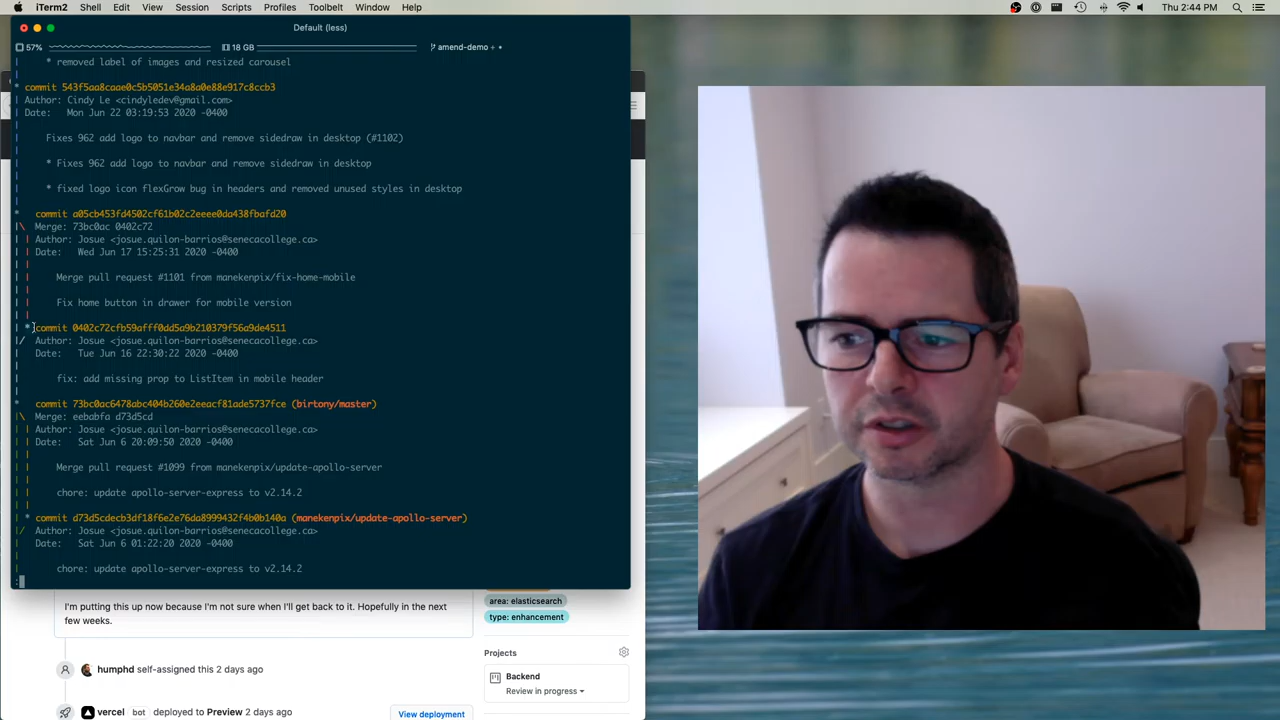 iTerm2 Shell Edit View Session Scripts Profiles Toolbelt Window Help
Thu 2:44 PM
Default (less)
57% 18 GB amend-demo + •
* removed label of images and resized carousel
* commit 543f5aa8caae0c5b5051e34a8a0e88e917c8ccb3
Author: Cindy Le <cindyledev@gmail.com>
Date: Mon Jun 22 03:19:53 2020 -0400
Fixes 962 add logo to navbar and remove sidedraw in desktop (#1102)
* Fixes 962 add logo to navbar and remove sidedraw in desktop
* fixed logo icon flexGrow bug in headers and removed unused styles in desktop
* commit a05cb453fd4502cf61b02c2eeee0da438fbafd20
|\ Merge: 73bc0ac 0402c72
| | Author: Josue <josue.quilon-barrios@senecacollege.ca>
| | Date: Wed Jun 17 15:25:31 2020 -0400
| | Merge pull request #1101 from manekenpix/fix-home-mobile
| | Fix home button in drawer for mobile version
| * commit 0402c72cfb59afff0dd5a9b210379f56a9de4511
|/ Author: Josue <josue.quilon-barrios@senecacollege.ca>
| Date: Tue Jun 16 22:30:22 2020 -0400
| fix: add missing prop to ListItem in mobile header
* commit 73bc0ac6478abc404b260e2eeacf81ade5737fce (birtony/master)
|\ Merge: eebabfa d73d5cd
| | Author: Josue <josue.quilon-barrios@senecacollege.ca>
| | Date: Sat Jun 6 20:09:50 2020 -0400
| | Merge pull request #1099 from manekenpix/update-apollo-server
| | chore: update apollo-server-express to v2.14.2
| * commit d73d5cdecb3df18f6e2e76da8999432f4b0b140a (manekenpix/update-apollo-server)
|/ Author: Josue <josue.quilon-barrios@senecacollege.ca>
| Date: Sat Jun 6 01:22:20 2020 -0400
| chore: update apollo-server-express to v2.14.2
:
I'm putting this up now because I'm not sure when I'll get back to it. Hopefully in the next
few weeks.
humphd self-assigned this 2 days ago
vercel bot deployed to Preview 2 days ago
View deployment
area: elasticsearch
type: enhancement
Projects
Backend
Review in progress